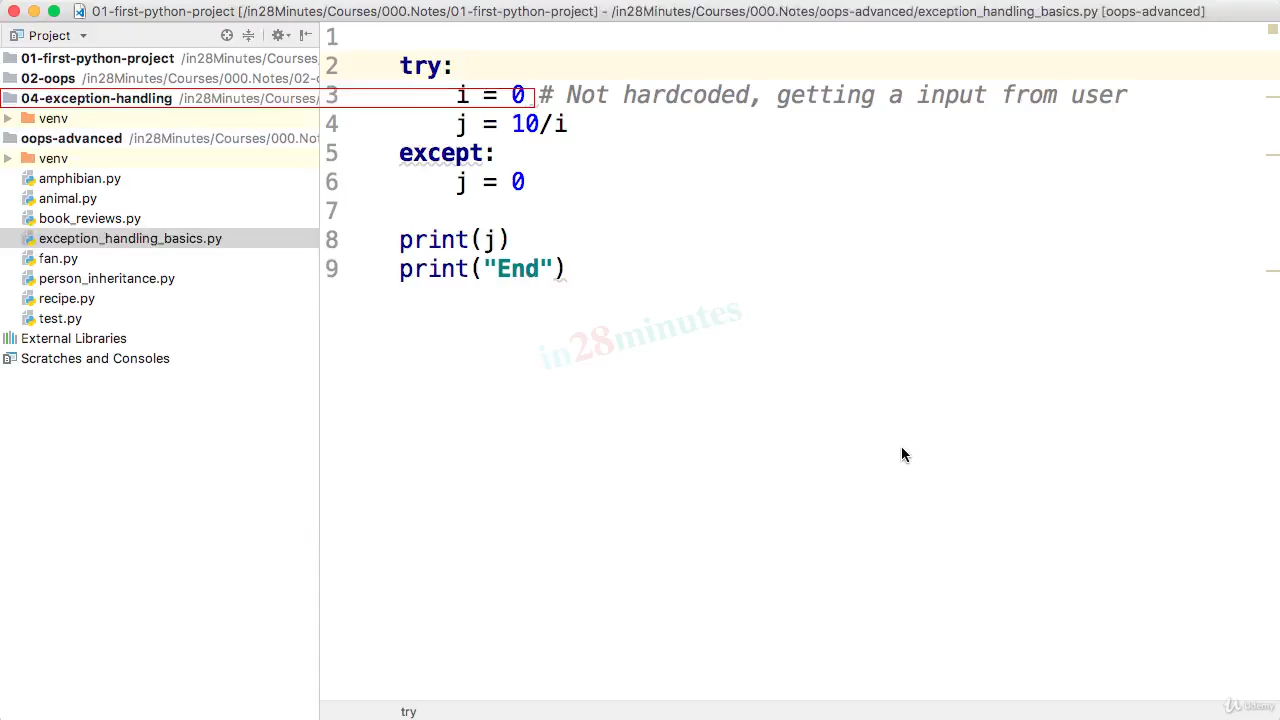 01-first-python-project [/in28Minutes/Courses/000.Notes/01-first-python-project] - /in28Minutes/Courses/000.Notes/oops-advanced/exception_handling_basics.py [oops-advanced]
Project
01-first-python-project /in28Minutes/Courses
02-oops /in28Minutes/Courses/000.Notes/02-
04-exception-handling /in28Minutes/Courses/
venv
oops-advanced /in28Minutes/Courses/000.Not
venv
amphibian.py
animal.py
book_reviews.py
exception_handling_basics.py
fan.py
person_inheritance.py
recipe.py
test.py
External Libraries
Scratches and Consoles
1
2 try:
3 i = 0 # Not hardcoded, getting a input from user
4 j = 10/i
5 except:
6 j = 0
7
8 print(j)
9 print("End")
in28minutes
try
Udemy